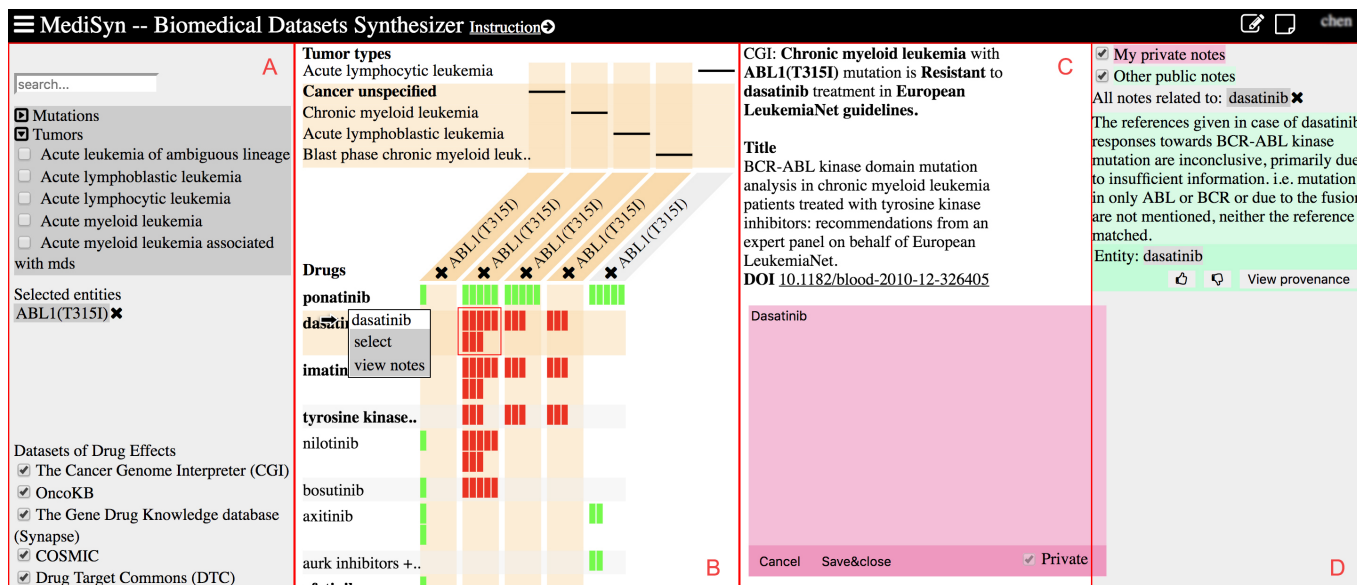 MediSyn -- Biomedical Datasets Synthesizer Instruction
chen
A
search...
Mutations
Tumors
Acute leukemia of ambiguous lineage
Acute lymphoblastic leukemia
Acute lymphocytic leukemia
Acute myeloid leukemia
Acute myeloid leukemia associated
with mds
Selected entities
ABL1(T315I)
Datasets of Drug Effects
The Cancer Genome Interpreter (CGI)
OncoKB
The Gene Drug Knowledge database
(Synapse)
COSMIC
Drug Target Commons (DTC)
Tumor types
Acute lymphocytic leukemia
Cancer unspecified
Chronic myeloid leukemia
Acute lymphoblastic leukemia
Blast phase chronic myeloid leuk..
ABL1(T315I)
ABL1(T315I)
ABL1(T315I)
ABL1(T315I)
ABL1(T315I)
Drugs
ponatinib
dasatin
dasatinib
select
view notes
imatin
tyrosine kinase..
nilotinib
bosutinib
axitinib
aurk inhibitors +..
B
CGI: Chronic myeloid leukemia with
ABL1(T315I) mutation is Resistant to
dasatinib treatment in European
LeukemiaNet guidelines.
C
Title
BCR-ABL kinase domain mutation
analysis in chronic myeloid leukemia
patients treated with tyrosine kinase
inhibitors: recommendations from an
expert panel on behalf of European
LeukemiaNet.
DOI 10.1182/blood-2010-12-326405
Dasatinib
Cancel Save&close Private
My private notes
Other public notes
All notes related to: dasatinib
The references given in case of dasatinib
responses towards BCR-ABL kinase
mutation are inconclusive, primarily due
to insufficient information. i.e. mutation
in only ABL or BCR or due to the fusion
are not mentioned, neither the reference
matched.
Entity: dasatinib
View provenance
D